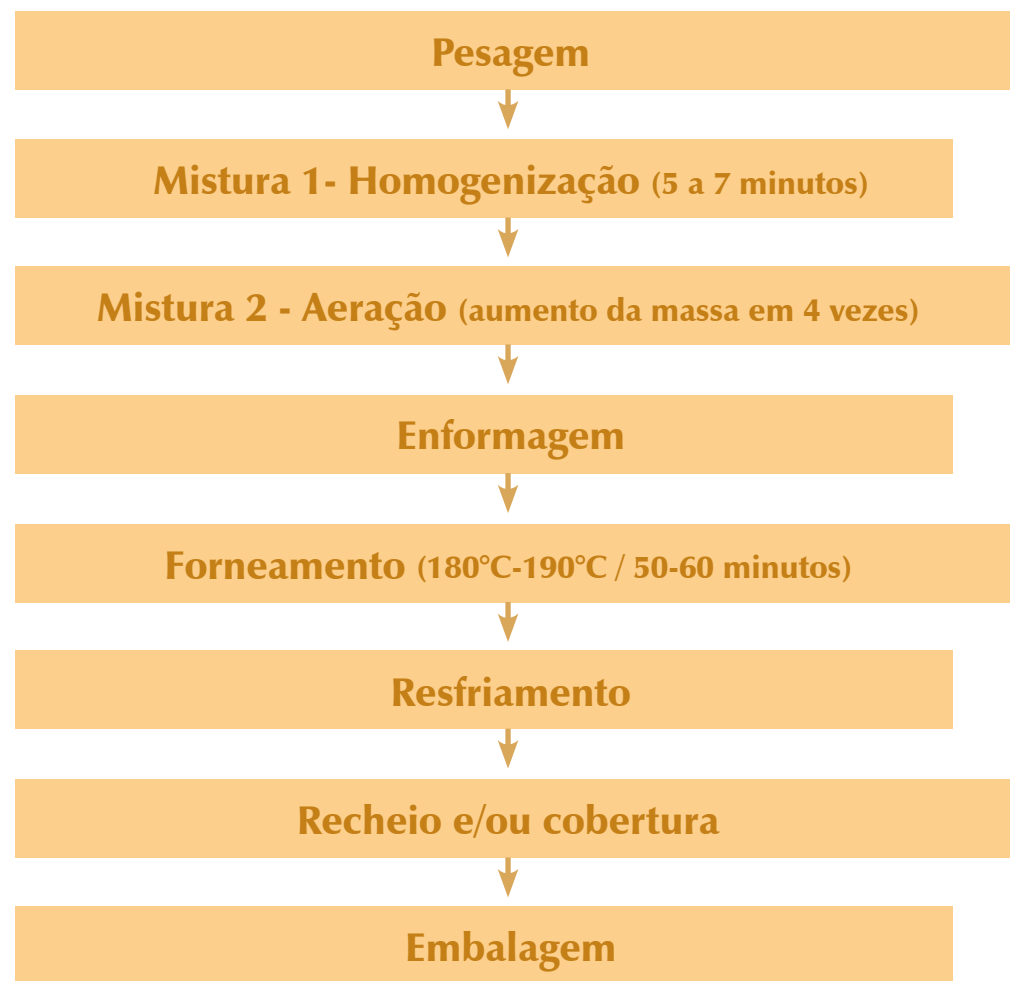 Pesagem
Mistura 1- Homogenização (5 a 7 minutos)
Mistura 2 - Aeração (aumento da massa em 4 vezes)
Enformagem
Forneamento (180°C-190°C / 50-60 minutos)
Resfriamento
Recheio e/ou cobertura
Embalagem